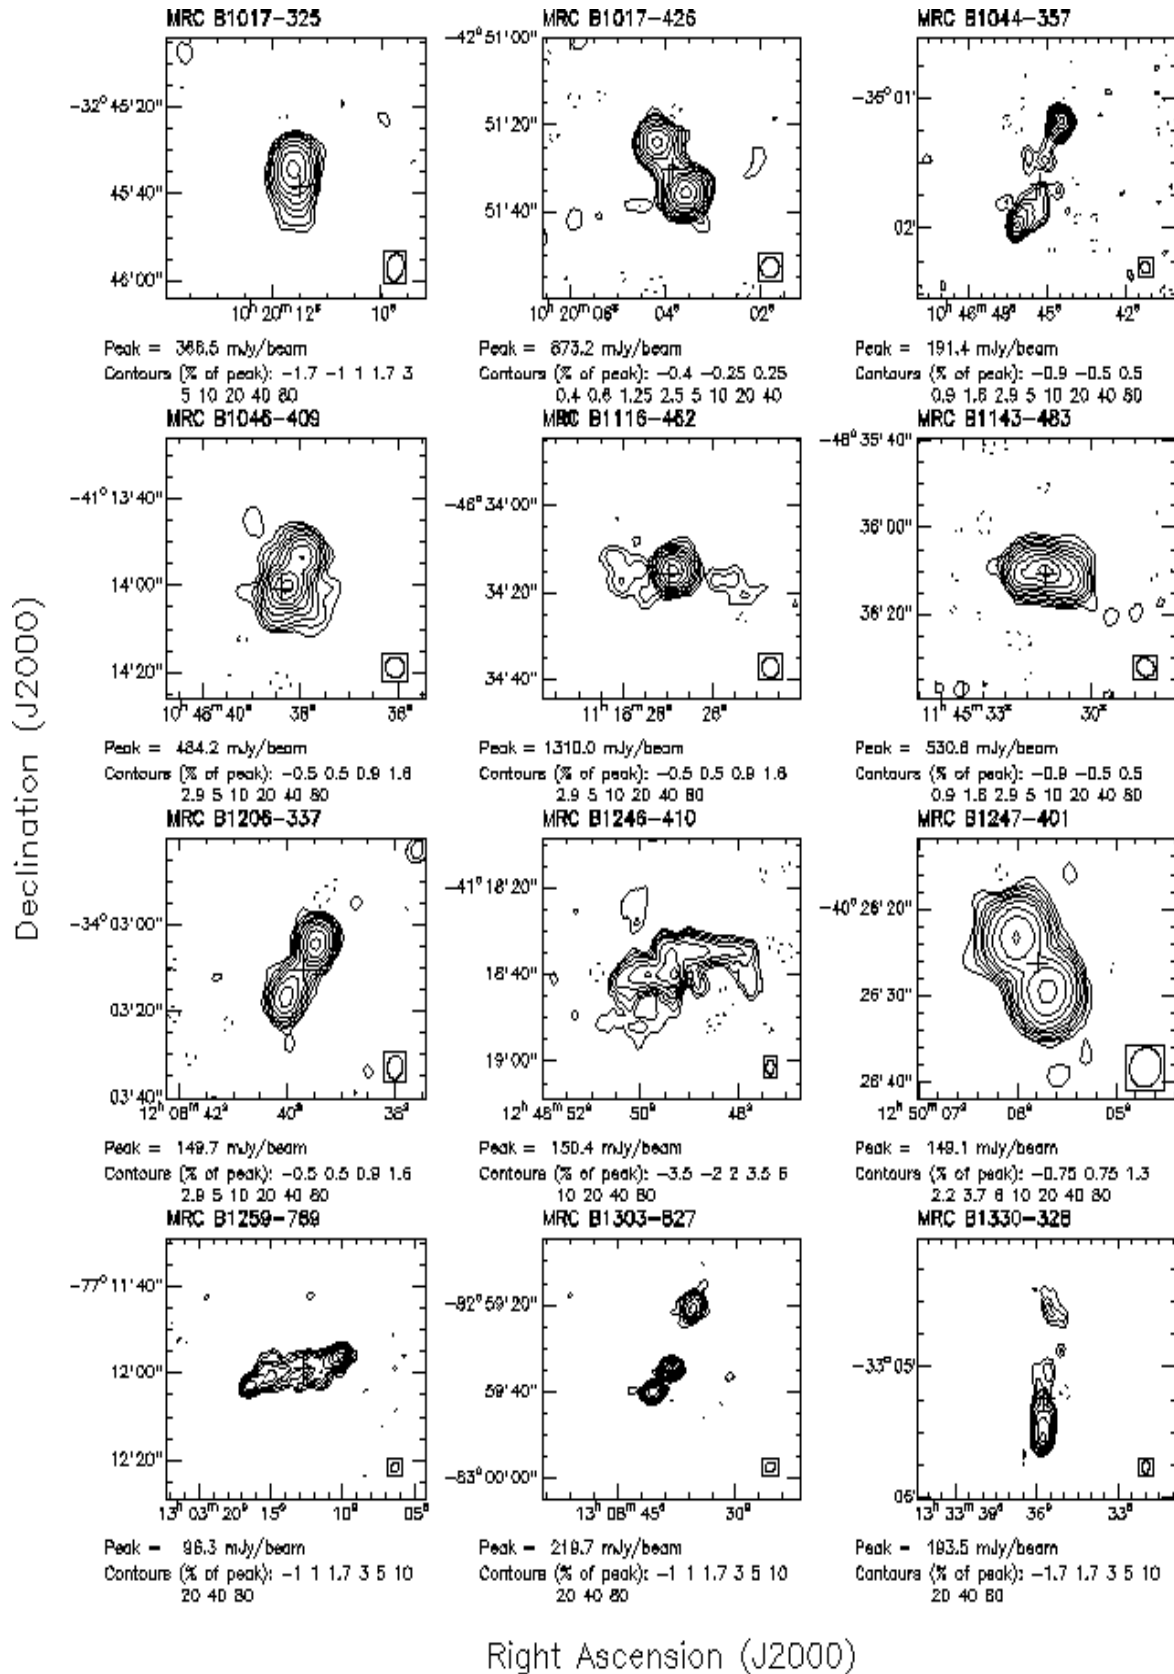 MRC B1017-325 MRC B1017-426 MRC B1044-357
-32° 45'20" -42° 51'00" -35° 01'
45'40" 51'20" 02'
46'00" 51'40"
10ʰ 20ᵐ 12ˢ 10ˢ 10ʰ 20ᵐ 06ˢ 04ˢ 02ˢ 10ʰ 46ᵐ 48ˢ 45ˢ 42ˢ
Peak = 366.5 mJy/beam Peak = 673.2 mJy/beam Peak = 191.4 mJy/beam
Contours (% of peak): -1.7 -1 1 1.7 3 Contours (% of peak): -0.4 -0.25 0.25 Contours (% of peak): -0.9 -0.5 0.5
5 10 20 40 80 0.4 0.6 1.25 2.5 5 10 20 40 0.9 1.6 2.9 5 10 20 40 80
MRC B1046-409 B1116-462 MRC B1143-483
-41° 13'40" -46° 34'00" -48° 35'40"
14'00" 34'20" 36'00"
14'20" 34'40" 36'20"
10ʰ 46ᵐ 40ˢ 38ˢ 36ˢ 11ʰ 16ᵐ 28ˢ 26ˢ 11ʰ 45ᵐ 33ˢ 30ˢ
Peak = 484.2 mJy/beam Peak = 1310.0 mJy/beam Peak = 530.6 mJy/beam
Contours (% of peak): -0.5 0.5 0.9 1.6 Contours (% of peak): -0.5 0.5 0.9 1.6 Contours (% of peak): -0.9 -0.5 0.5
2.9 5 10 20 40 80 2.9 5 10 20 40 80 0.9 1.6 2.9 5 10 20 40 80
MRC B1206-337 MRC B1246-410 MRC B1247-401
-34° 03'00" -41° 18'20" -40° 26'20"
03'20" 18'40" 26'30"
03'40" 19'00" 26'40"
12ʰ 08ᵐ 42ˢ 40ˢ 38ˢ 12ʰ 48ᵐ 52ˢ 50ˢ 48ˢ 12ʰ 50ᵐ 07ˢ 06ˢ 05ˢ
Peak = 149.7 mJy/beam Peak = 150.4 mJy/beam Peak = 149.1 mJy/beam
Contours (% of peak): -0.5 0.5 0.9 1.6 Contours (% of peak): -3.5 -2 2 3.5 6 Contours (% of peak): -0.75 0.75 1.3
2.9 5 10 20 40 80 10 20 40 80 2.2 3.7 6 10 20 40 80
MRC B1259-769 MRC B1303-827 MRC B1330-328
-77° 11'40" -82° 59'20" -33° 05'
12'00" 59'40" 06'
12'20" -83° 00'00"
13ʰ 03ᵐ 20ˢ 15ˢ 10ˢ 05ˢ 13ʰ 08ᵐ 45ˢ 30ˢ 13ʰ 33ᵐ 39ˢ 36ˢ 33ˢ
Peak = 96.3 mJy/beam Peak = 219.7 mJy/beam Peak = 193.5 mJy/beam
Contours (% of peak): -1 1 1.7 3 5 10 Contours (% of peak): -1 1 1.7 3 5 10 Contours (% of peak): -1.7 1.7 3 5 10
20 40 80 20 40 80 20 40 80
Declination (J2000)
Right Ascension (J2000)